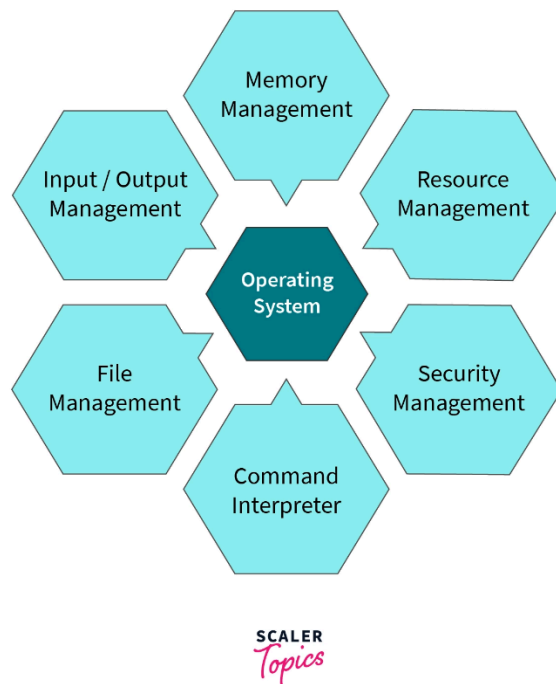 Memory
Management
Input / Output
Management
Resource
Management
Operating
System
File
Management
Security
Management
Command
Interpreter
SCALER
Topics